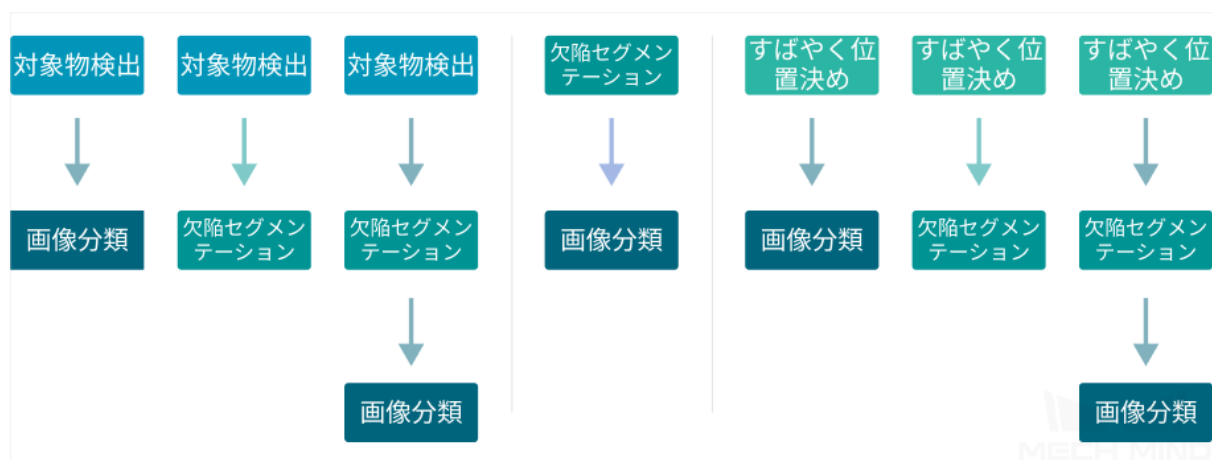 対象物検出
対象物検出
対象物検出
欠陥セグメン
テーション
すばやく位
置決め
すばやく位
置決め
すばやく位
置決め
画像分類
欠陥セグメン
テーション
欠陥セグメン
テーション
画像分類
画像分類
欠陥セグメン
テーション
欠陥セグメン
テーション
画像分類
画像分類
MECH MIND